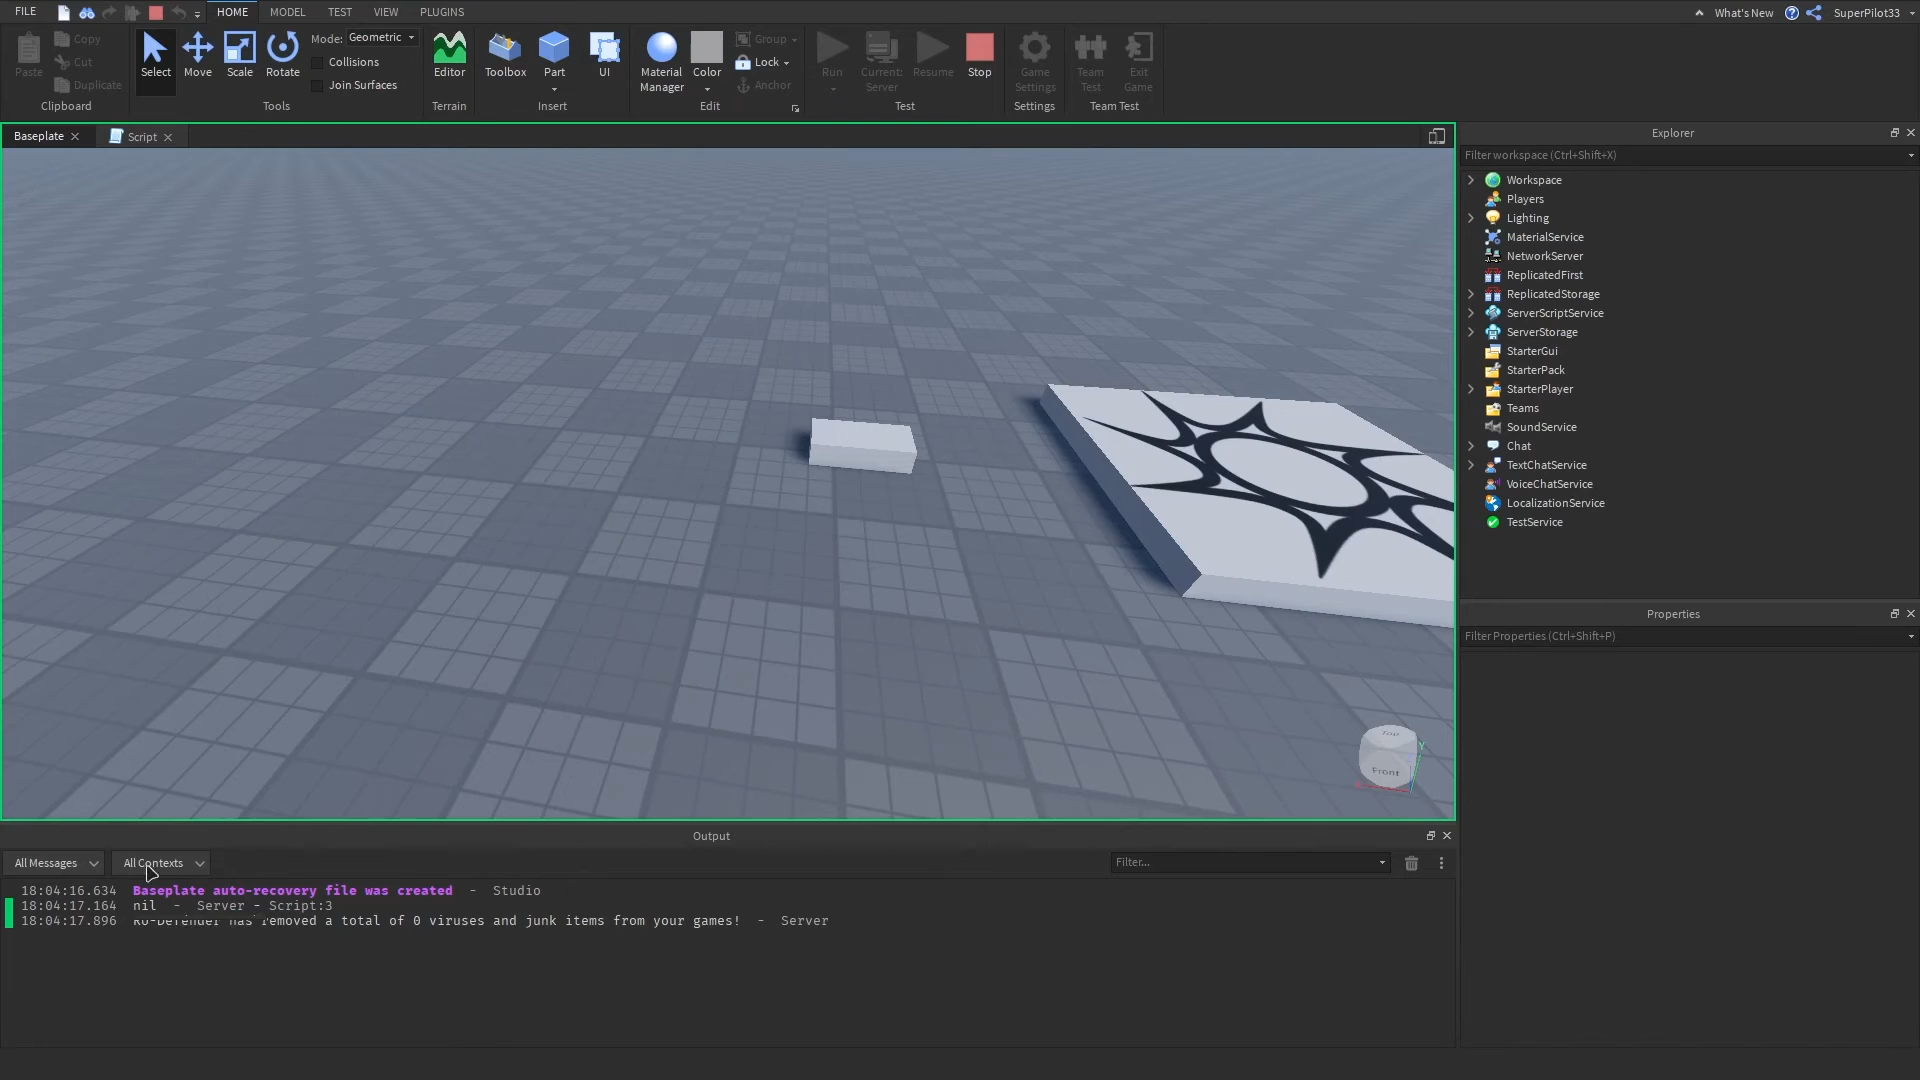 FILE HOME MODEL TEST VIEW PLUGINS What's New SuperPilot33
Paste Copy Cut Duplicate Clipboard
Select Move Scale Rotate Mode: Geometric Collisions Join Surfaces Tools
Editor Terrain
Toolbox Part UI Insert
Material Manager Color Group Lock Anchor Edit
Run Current: Server Resume Stop Test
Game Settings Settings
Team Test Exit Game Team Test
Baseplate Script
Top
Front
Y
Explorer
Filter workspace (Ctrl+Shift+X)
Workspace
Players
Lighting
MaterialService
NetworkServer
ReplicatedFirst
ReplicatedStorage
ServerScriptService
ServerStorage
StarterGui
StarterPack
StarterPlayer
Teams
SoundService
Chat
TextChatService
VoiceChatService
LocalizationService
TestService
Properties
Filter Properties (Ctrl+Shift+P)
Output
All Messages All Contexts Filter...
18:04:16.634 Baseplate auto-recovery file was created - Studio
18:04:17.164 nil - Server - Script:3
18:04:17.896 Ro-Defender has removed a total of 0 viruses and junk items from your games! - Server